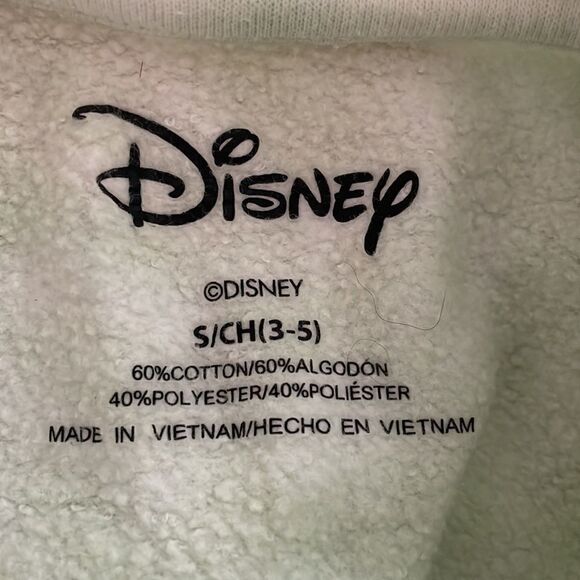 Disney
©DISNEY
S/CH(3-5)
60%COTTON/60%ALGODÓN
40%POLYESTER/40%POLIÉSTER
MADE IN VIETNAM/HECHO EN VIETNAM